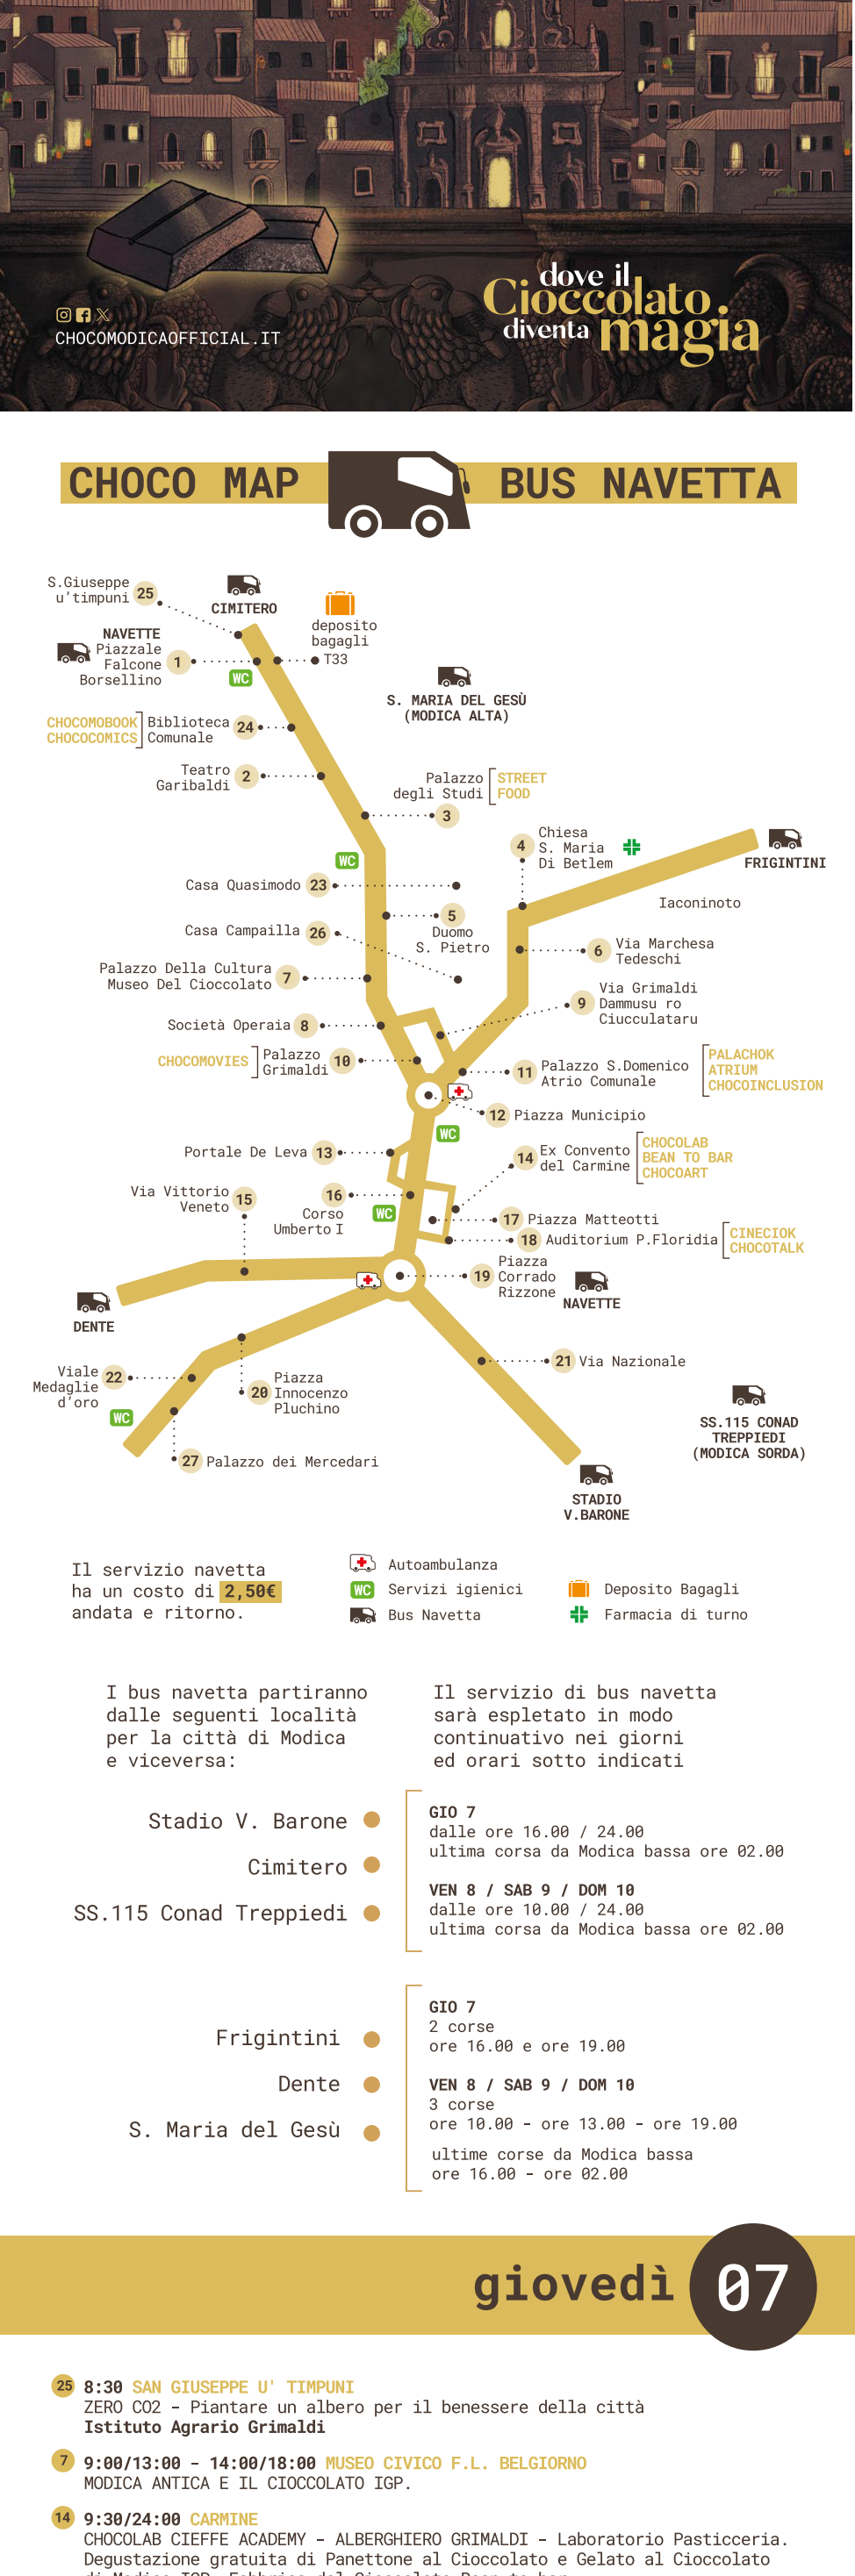 dove il
Cioccolato
diventa magia
CHOCOMODICAOFFICIAL.IT
CHOCO MAP
BUS NAVETTA
S.Giuseppe
u'timpuni
25
CIMITERO
deposito
bagagli
T33
NAVETTE
Piazzale
Falcone
Borsellino
1
WC
S. MARIA DEL GESÙ
(MODICA ALTA)
CHOCOMOBOOK
CHOCOCOMICS
Biblioteca
Comunale
24
Teatro
Garibaldi
2
Palazzo
degli Studi
STREET
FOOD
3
4
Chiesa
S. Maria
Di Betlem
FRIGINTINI
WC
Casa Quasimodo 23
Iaconinoto
5
Duomo
S. Pietro
Casa Campailla 26
6
Via Marchesa
Tedeschi
Palazzo Della Cultura
Museo Del Cioccolato
7
9
Via Grimaldi
Dammusu ro
Ciucculataru
Società Operaia 8
CHOCOMOVIES
Palazzo
Grimaldi
10
11
Palazzo S.Domenico
Atrio Comunale
PALACHOK
ATRIUM
CHOCOINCLUSION
12 Piazza Municipio
WC
Portale De Leva 13
14
Ex Convento
del Carmine
CHOCOLAB
BEAN TO BAR
CHOCOART
Via Vittorio
Veneto
15
16
Corso
Umberto I
WC
17 Piazza Matteotti
18 Auditorium P.Floridia
CINECIOK
CHOCOTALK
19
Piazza
Corrado
Rizzone
NAVETTE
DENTE
21 Via Nazionale
Viale
Medaglie
d'oro
22
WC
20
Piazza
Innocenzo
Pluchino
SS.115 CONAD
TREPPIEDI
(MODICA SORDA)
27 Palazzo dei Mercedari
STADIO
V.BARONE
Il servizio navetta
ha un costo di 2,50€
andata e ritorno.
Autoambulanza
WC Servizi igienici
Bus Navetta
Deposito Bagagli
Farmacia di turno
I bus navetta partiranno
dalle seguenti località
per la città di Modica
e viceversa:
Il servizio di bus navetta
sarà espletato in modo
continuativo nei giorni
ed orari sotto indicati
Stadio V. Barone
Cimitero
SS.115 Conad Treppiedi
GIO 7
dalle ore 16.00 / 24.00
ultima corsa da Modica bassa ore 02.00
VEN 8 / SAB 9 / DOM 10
dalle ore 10.00 / 24.00
ultima corsa da Modica bassa ore 02.00
Frigintini
Dente
S. Maria del Gesù
GIO 7
2 corse
ore 16.00 e ore 19.00
VEN 8 / SAB 9 / DOM 10
3 corse
ore 10.00 - ore 13.00 - ore 19.00
ultime corse da Modica bassa
ore 16.00 - ore 02.00
giovedì 07
25 8:30 SAN GIUSEPPE U' TIMPUNI
ZERO CO2 - Piantare un albero per il benessere della città
Istituto Agrario Grimaldi
7 9:00/13:00 - 14:00/18:00 MUSEO CIVICO F.L. BELGIORNO
MODICA ANTICA E IL CIOCCOLATO IGP.
14 9:30/24:00 CARMINE
CHOCOLAB CIEFFE ACADEMY - ALBERGHIERO GRIMALDI - Laboratorio Pasticceria.
Degustazione gratuita di Panettone al Cioccolato e Gelato al Cioccolato